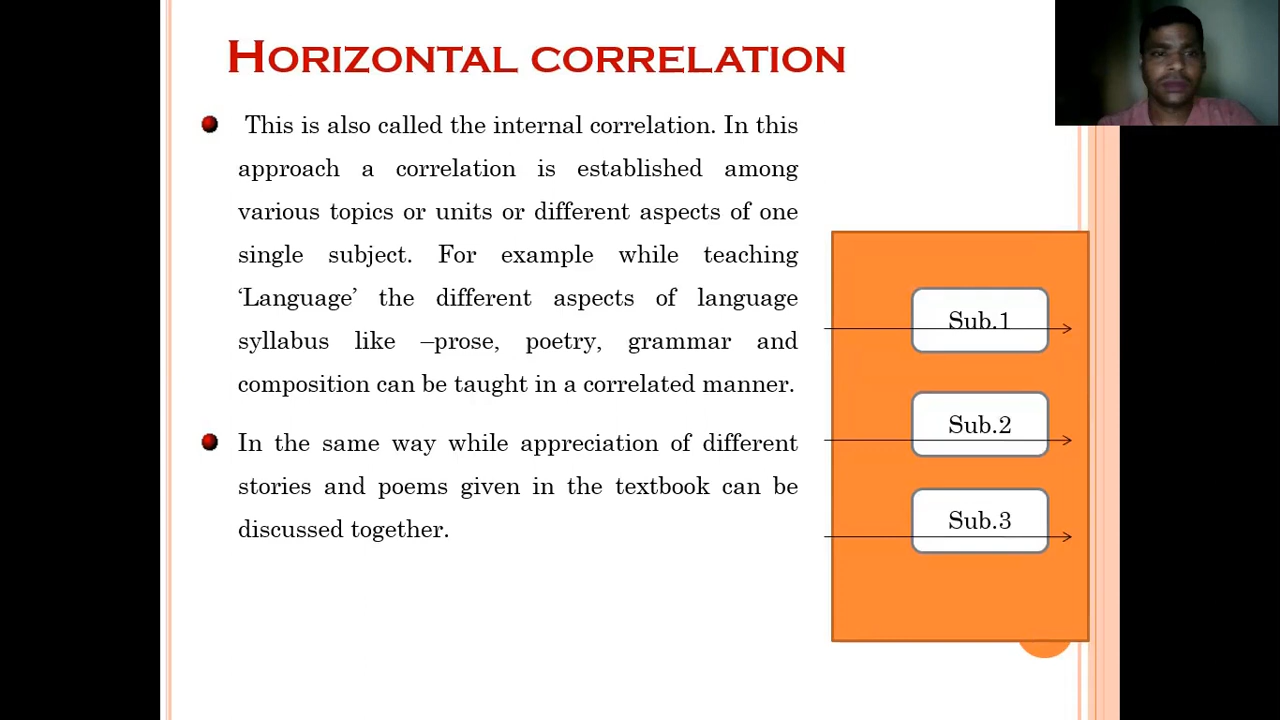 HORIZONTAL CORRELATION
This is also called the internal correlation. In this
approach a correlation is established among
various topics or units or different aspects of one
single subject. For example while teaching
‘Language’ the different aspects of language
syllabus like –prose, poetry, grammar and
composition can be taught in a correlated manner.
In the same way while appreciation of different
stories and poems given in the textbook can be
discussed together.
Sub.1
Sub.2
Sub.3